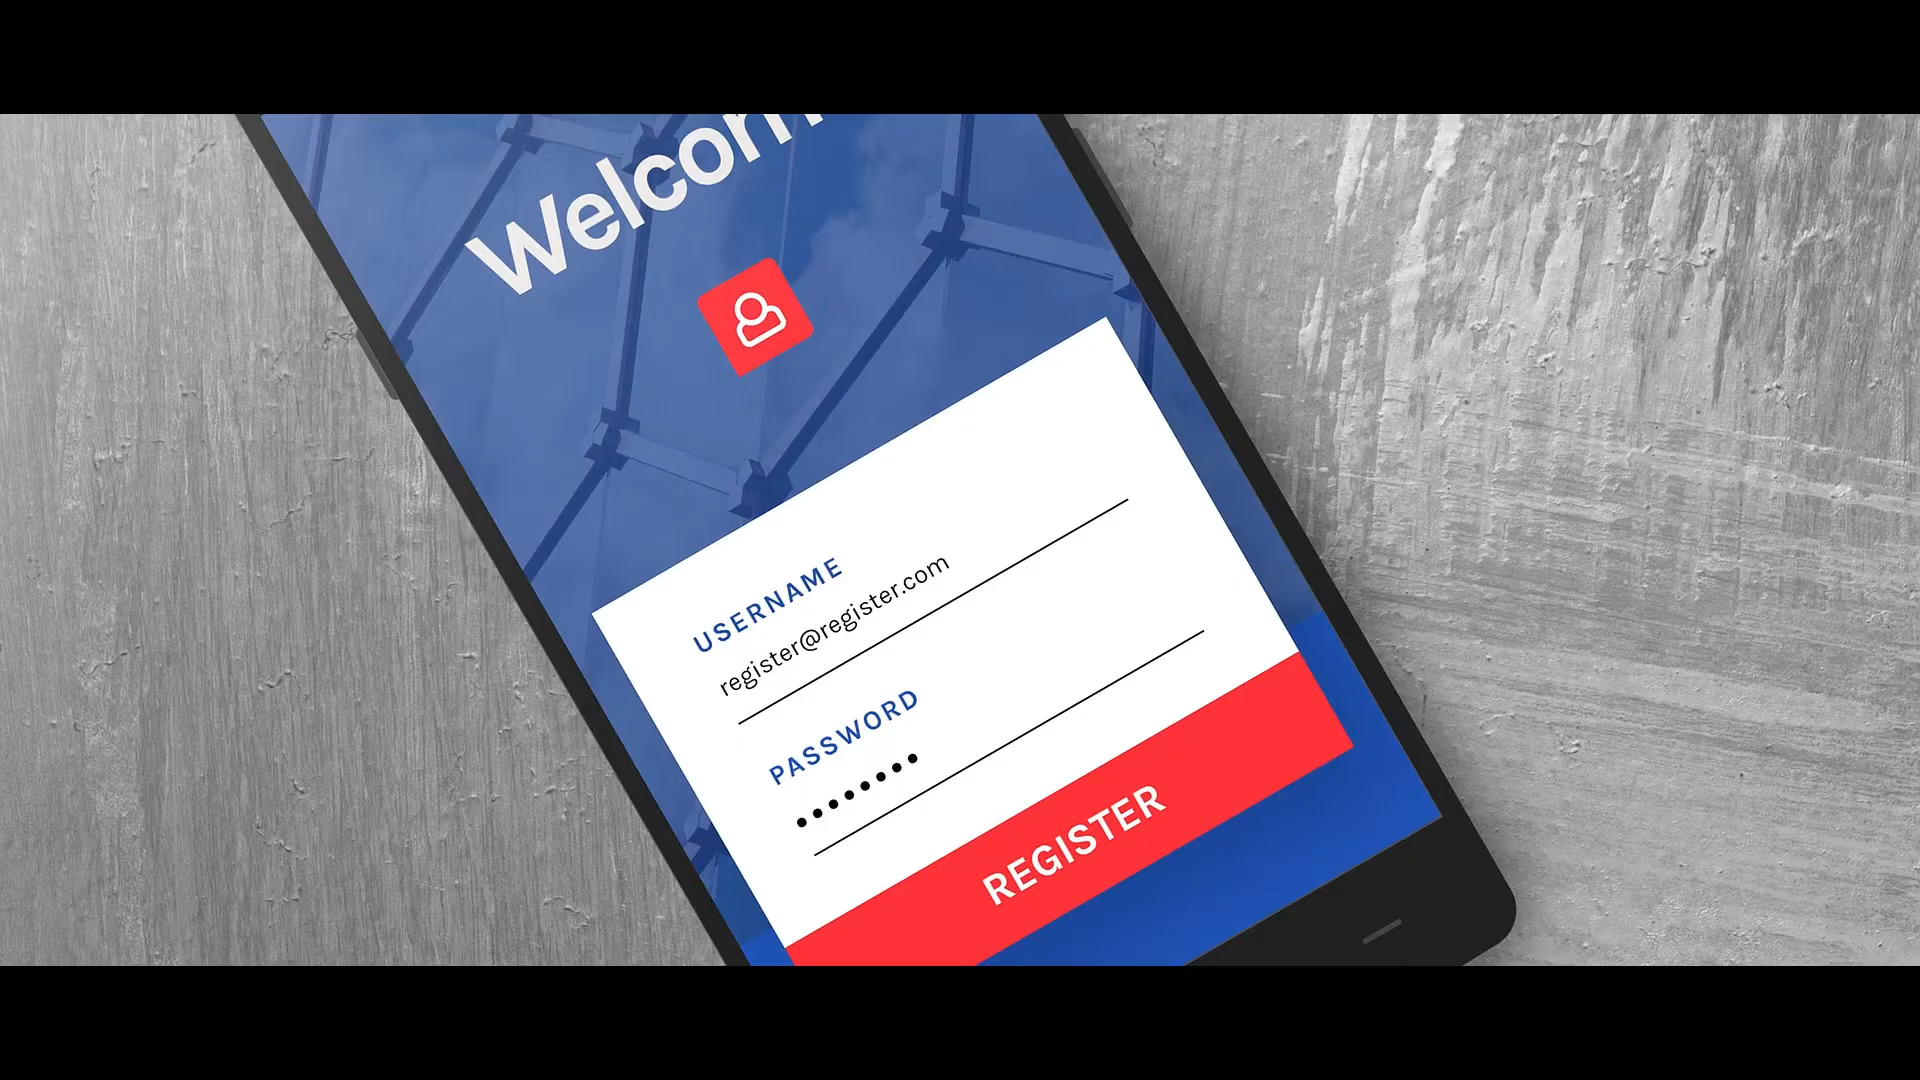 Welcom
USERNAME
register@register.com
PASSWORD
••••••••
REGISTER